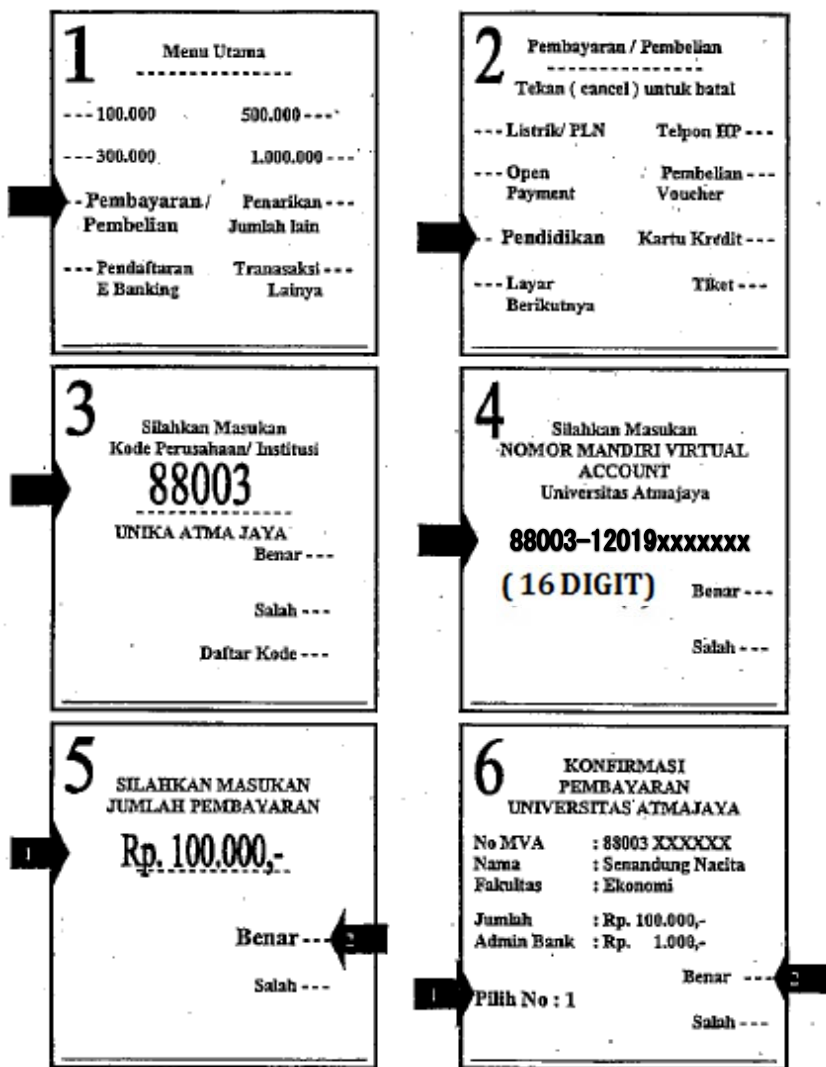 1
Menu Utama
---------------
---100.000 500.000---
---300.000 1.000.000---
--Pembayaran/ Penarikan---
Pembelian Jumlah lain
---Pendaftaran Tranasaksi---
E Banking Lainya
2
Pembayaran / Pembelian
---------------
Tekan ( cancel ) untuk batal
---Listrik/ PLN Telpon HP---
---Open Pembelian---
Payment Voucher
-- Pendidikan Kartu Kredit---
---Layar Tiket---
Berikutnya
3
Silahkan Masukan
Kode Perusahaan/ Institusi
88003
---------------
UNIKA ATMA JAYA
Benar---
Salah---
Daftar Kode---
4
Silahkan Masukan
NOMOR MANDIRI VIRTUAL
ACCOUNT
Universitas Atmajaya
88003-12019xxxxxxx
( 16 DIGIT) Benar---
Salah---
5
SILAHKAN MASUKAN
JUMLAH PEMBAYARAN
1 Rp. 100.000,-
Benar--- 2
Salah---
6
KONFIRMASI
PEMBAYARAN
UNIVERSITAS ATMAJAYA
No MVA : 88003 XXXXXX
Nama : Senandung Nacita
Fakultas : Ekonomi
Jumlah : Rp. 100.000,-
Admin Bank : Rp. 1.000,-
Benar --- 2
1 Pilih No : 1
Salah---